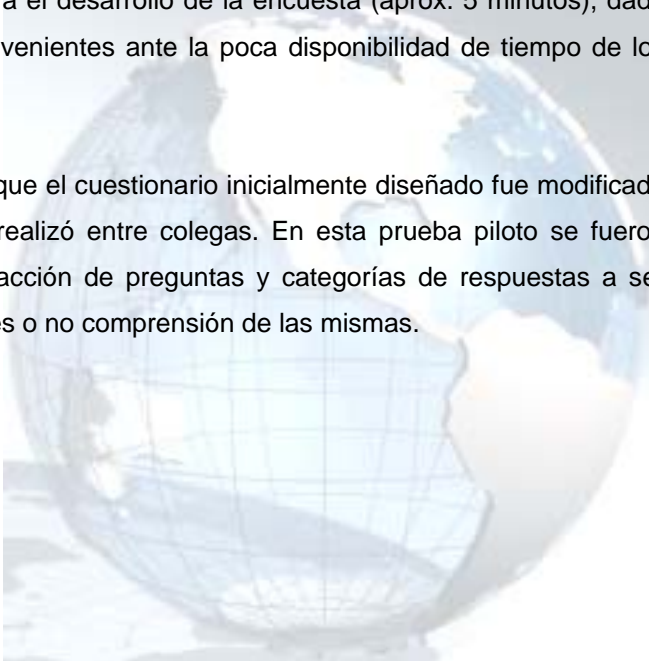 a el desarrollo de la encuesta (aprox. 5 minutos), dad
venientes ante la poca disponibilidad de tiempo de lo
que el cuestionario inicialmente diseñado fue modificad
realizó entre colegas. En esta prueba piloto se fuero
acción de preguntas y categorías de respuestas a se
es o no comprensión de las mismas.